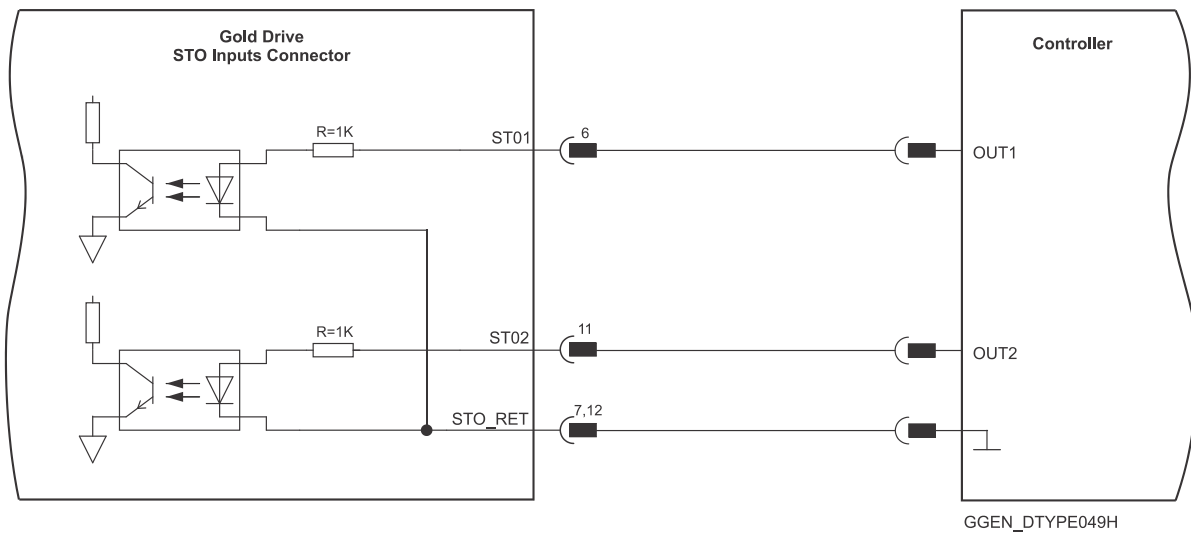 Gold Drive
STO Inputs Connector
Controller
R=1K
ST01
6
OUT1
R=1K
ST02
11
OUT2
STO_RET
7,12
GGEN_DTYPE049H